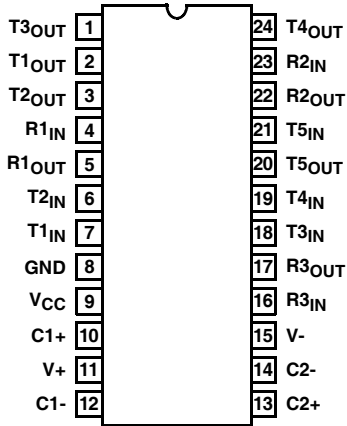 T3OUT 1 24 T4OUT
T1OUT 2 23 R2IN
T2OUT 3 22 R2OUT
R1IN 4 21 T5IN
R1OUT 5 20 T5OUT
T2IN 6 19 T4IN
T1IN 7 18 T3IN
GND 8 17 R3OUT
VCC 9 16 R3IN
C1+ 10 15 V-
V+ 11 14 C2-
C1- 12 13 C2+